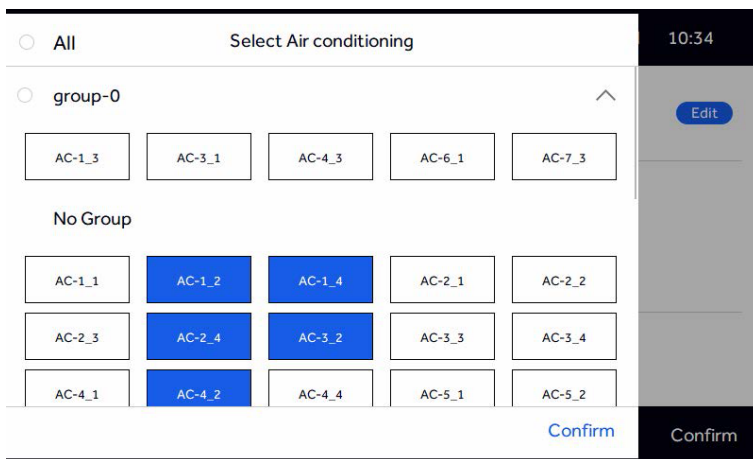 All Select Air conditioning 10:34
group-0
Edit
AC-1_3 AC-3_1 AC-4_3 AC-6_1 AC-7_3
No Group
AC-1_1 AC-1_2 AC-1_4 AC-2_1 AC-2_2
AC-2_3 AC-2_4 AC-3_2 AC-3_3 AC-3_4
AC-4_1 AC-4_2 AC-4_4 AC-5_1 AC-5_2
Confirm Confirm